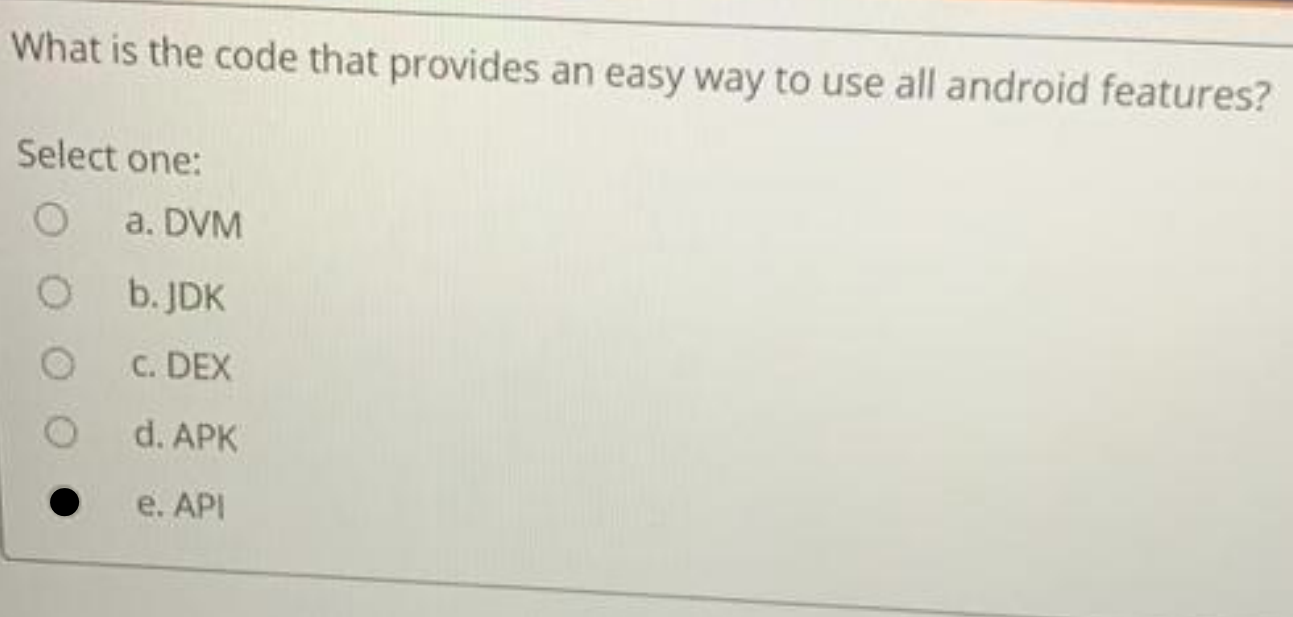 What is the code that provides an easy way to use all android features?
Select one:
a. DVM
b. JDK
c. DEX
d. APK
e. API